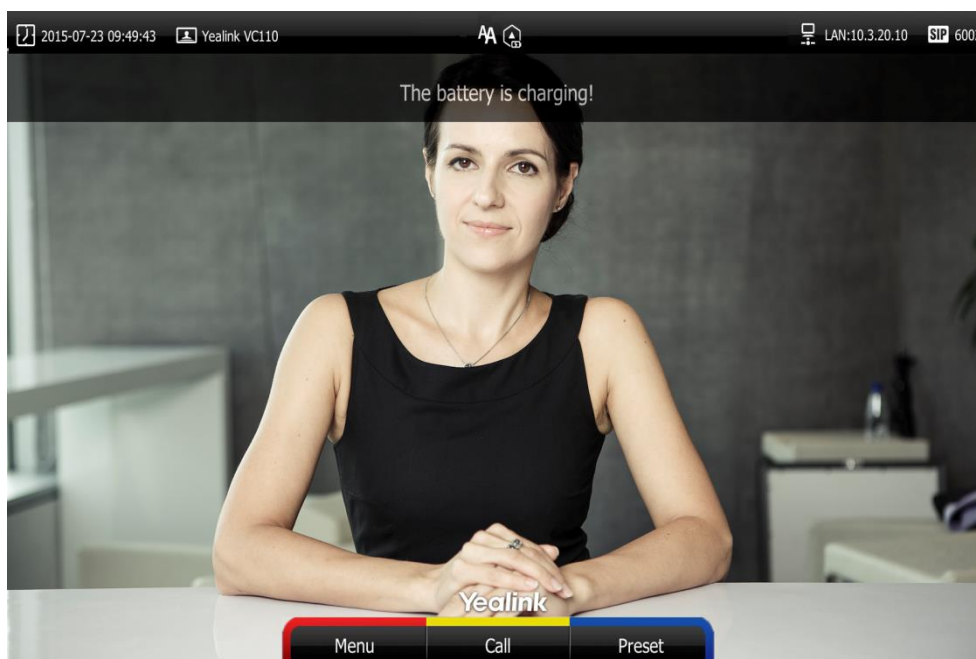 2015-07-23 09:49:43 Yealink VC110 AA LAN:10.3.20.10 SIP 600
The battery is charging!
Yealink
Menu Call Preset